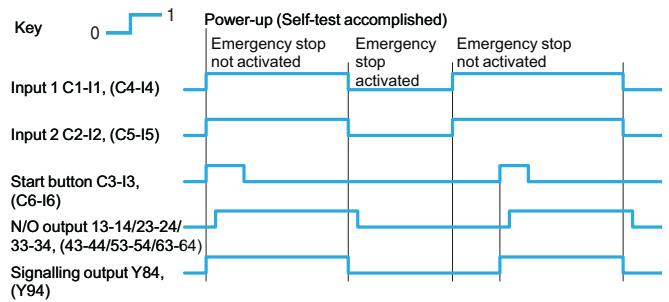 Key
0
1
Power-up (Self-test accomplished)
Emergency stop
not activated
Emergency
stop
activated
Emergency stop
not activated
Input 1 C1-I1, (C4-I4)
Input 2 C2-I2, (C5-I5)
Start button C3-I3,
(C6-I6)
N/O output 13-14/23-24/
33-34, (43-44/53-54/63-64)
Signalling output Y84,
(Y94)